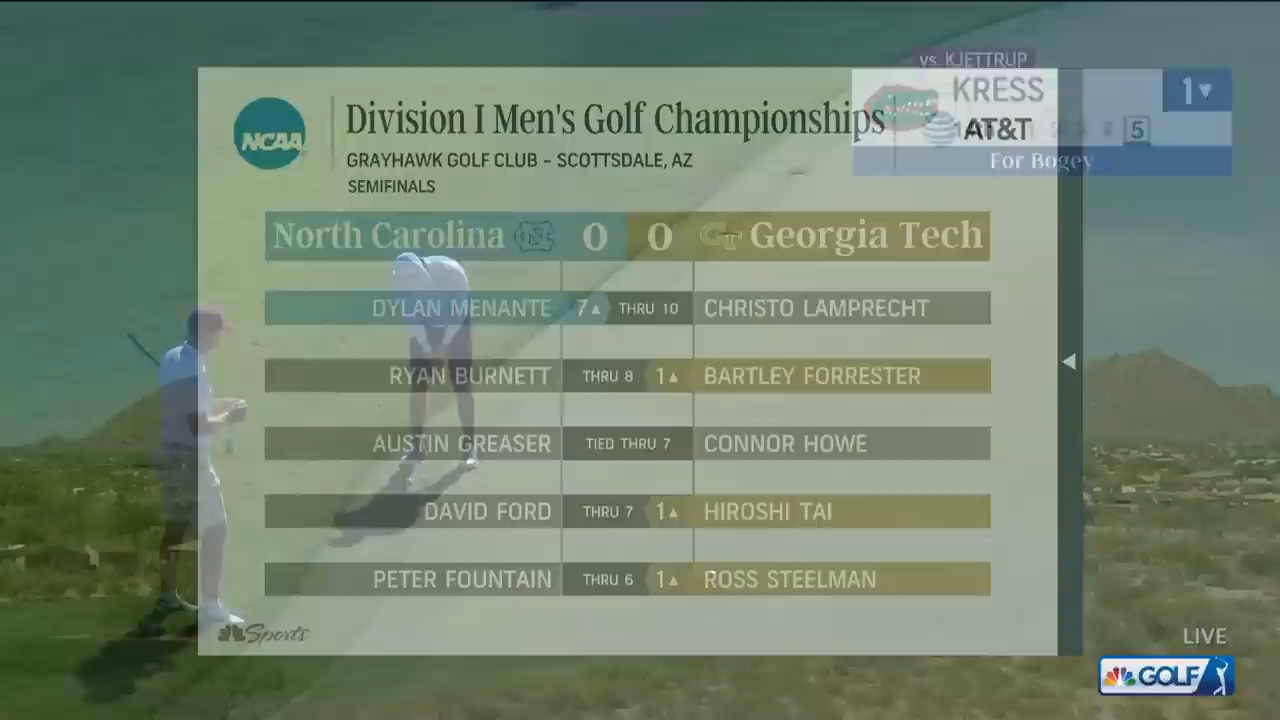 vs. KJETTRUP
KRESS
1▼
AT&T
5
For Bogey
NCAA
Division I Men's Golf Championships
GRAYHAWK GOLF CLUB – SCOTTSDALE, AZ
SEMIFINALS
North Carolina NC 0 0 GT Georgia Tech
DYLAN MENANTE 7▲ THRU 10 CHRISTO LAMPRECHT
RYAN BURNETT THRU 8 1▲ BARTLEY FORRESTER
AUSTIN GREASER TIED THRU 7 CONNOR HOWE
DAVID FORD THRU 7 1▲ HIROSHI TAI
PETER FOUNTAIN THRU 6 1▲ ROSS STEELMAN
Sports
LIVE
GOLF